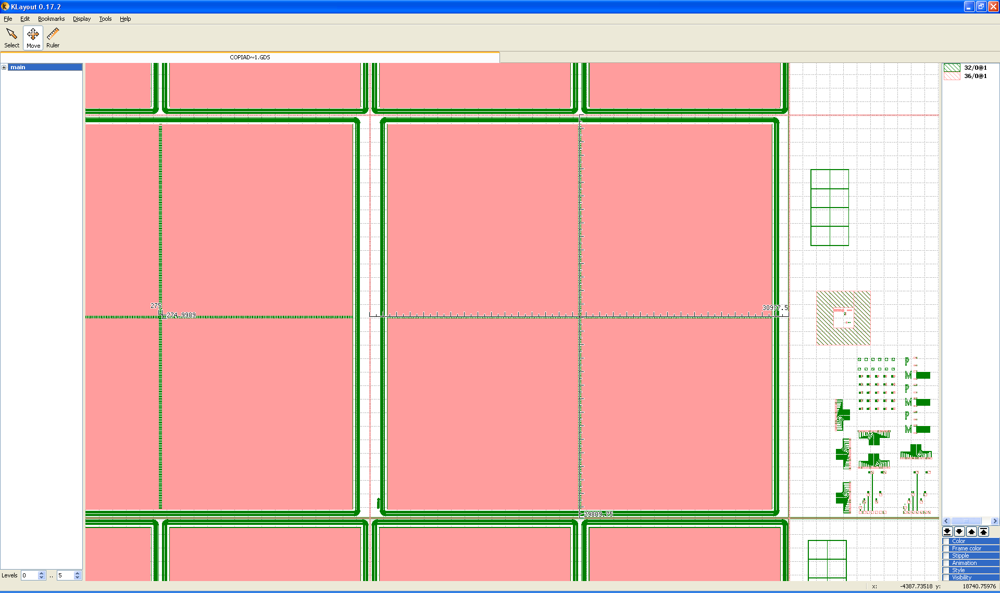 KLayout 0.17.2
File Edit Bookmarks Display Tools Help
Select Move Ruler
COPIAD~1.GDS
main
32/0@1
36/0@1
275
274.9989
30977.5
29809.75
P
M
P
M
P
M
Color
Frame color
Stipple
Animation
Style
Visibility
Levels 0 .. 5
x: -4387.73518 y: 18740.75976